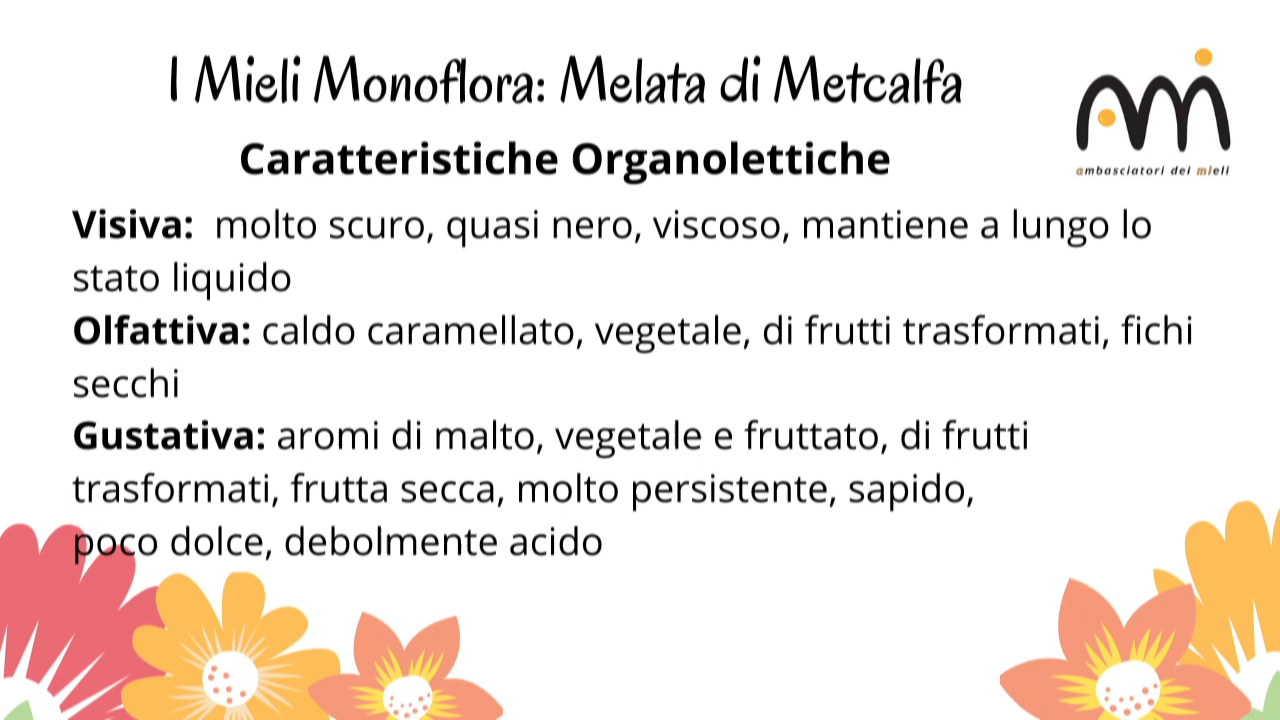 I Mieli Monoflora: Melata di Metcalfa
Caratteristiche Organolettiche
ami
ambasciatori dei mieli
Visiva:  molto scuro, quasi nero, viscoso, mantiene a lungo lo
stato liquido
Olfattiva: caldo caramellato, vegetale, di frutti trasformati, fichi
secchi
Gustativa: aromi di malto, vegetale e fruttato, di frutti
trasformati, frutta secca, molto persistente, sapido,
poco dolce, debolmente acido